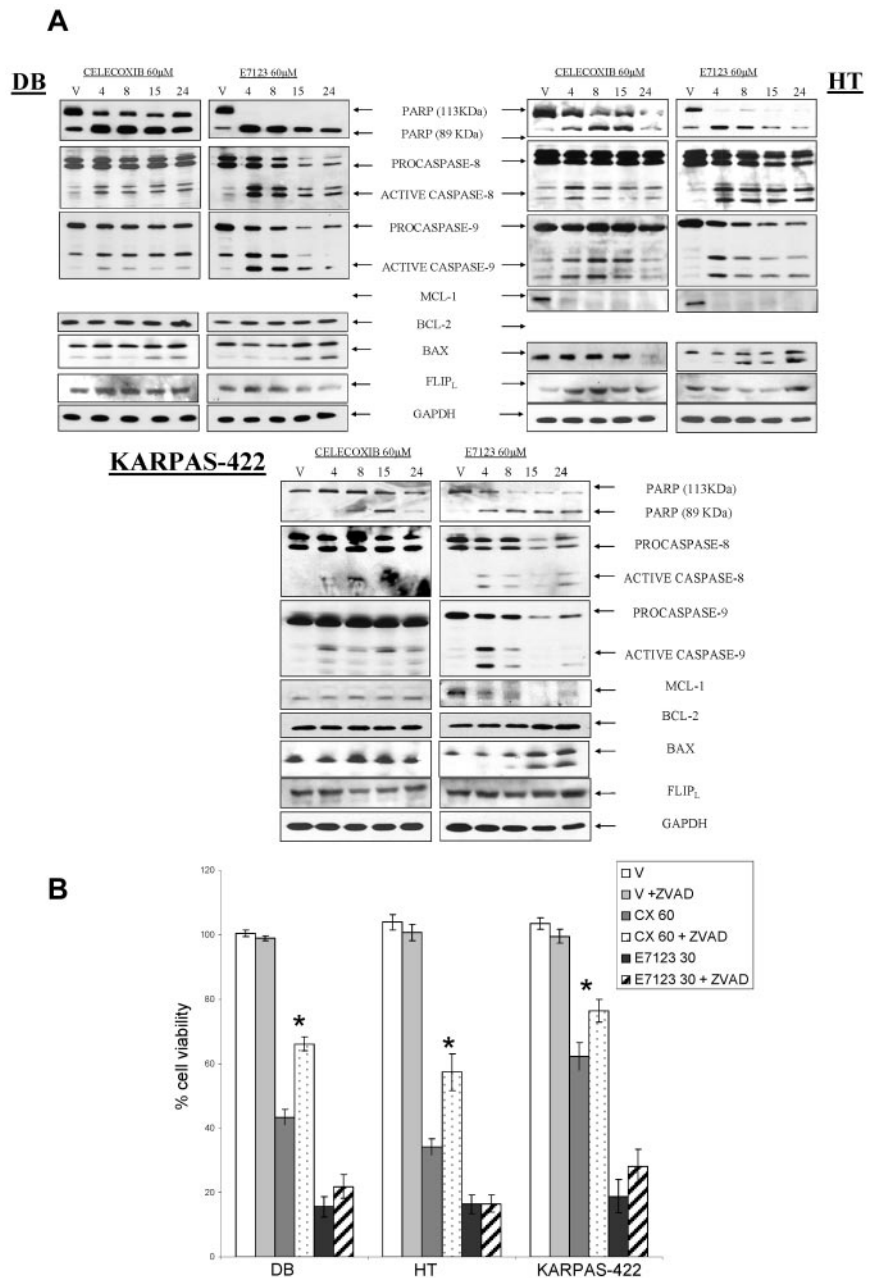 A
DB
CELECOXIB 60µM
E7123 60µM
V 4 8 15 24
V 4 8 15 24
CELECOXIB 60µM
E7123 60µM
V 4 8 15 24
V 4 8 15 24
HT
PARP (113KDa)
PARP (89 KDa)
PROCASPASE-8
ACTIVE CASPASE-8
PROCASPASE-9
ACTIVE CASPASE-9
MCL-1
BCL-2
BAX
FLIPL
GAPDH
KARPAS-422
CELECOXIB 60µM
E7123 60µM
V 4 8 15 24
V 4 8 15 24
PARP (113KDa)
PARP (89 KDa)
PROCASPASE-8
ACTIVE CASPASE-8
PROCASPASE-9
ACTIVE CASPASE-9
MCL-1
BCL-2
BAX
FLIPL
GAPDH
B
% cell viability
120
100
80
60
40
20
0
* * *
V
V +ZVAD
CX 60
CX 60 + ZVAD
E7123 30
E7123 30 + ZVAD
DB HT KARPAS-422